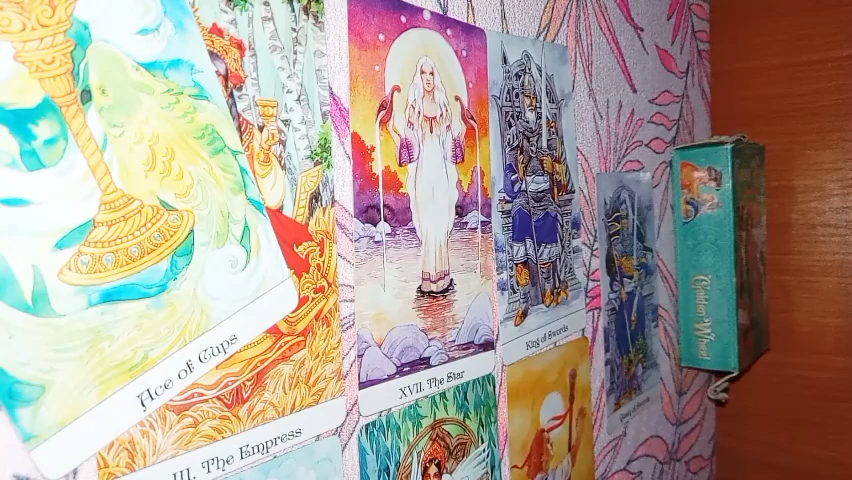 Ace of Cups
III. The Empress
XVII. The Star
King of Swords
Golden Wheel